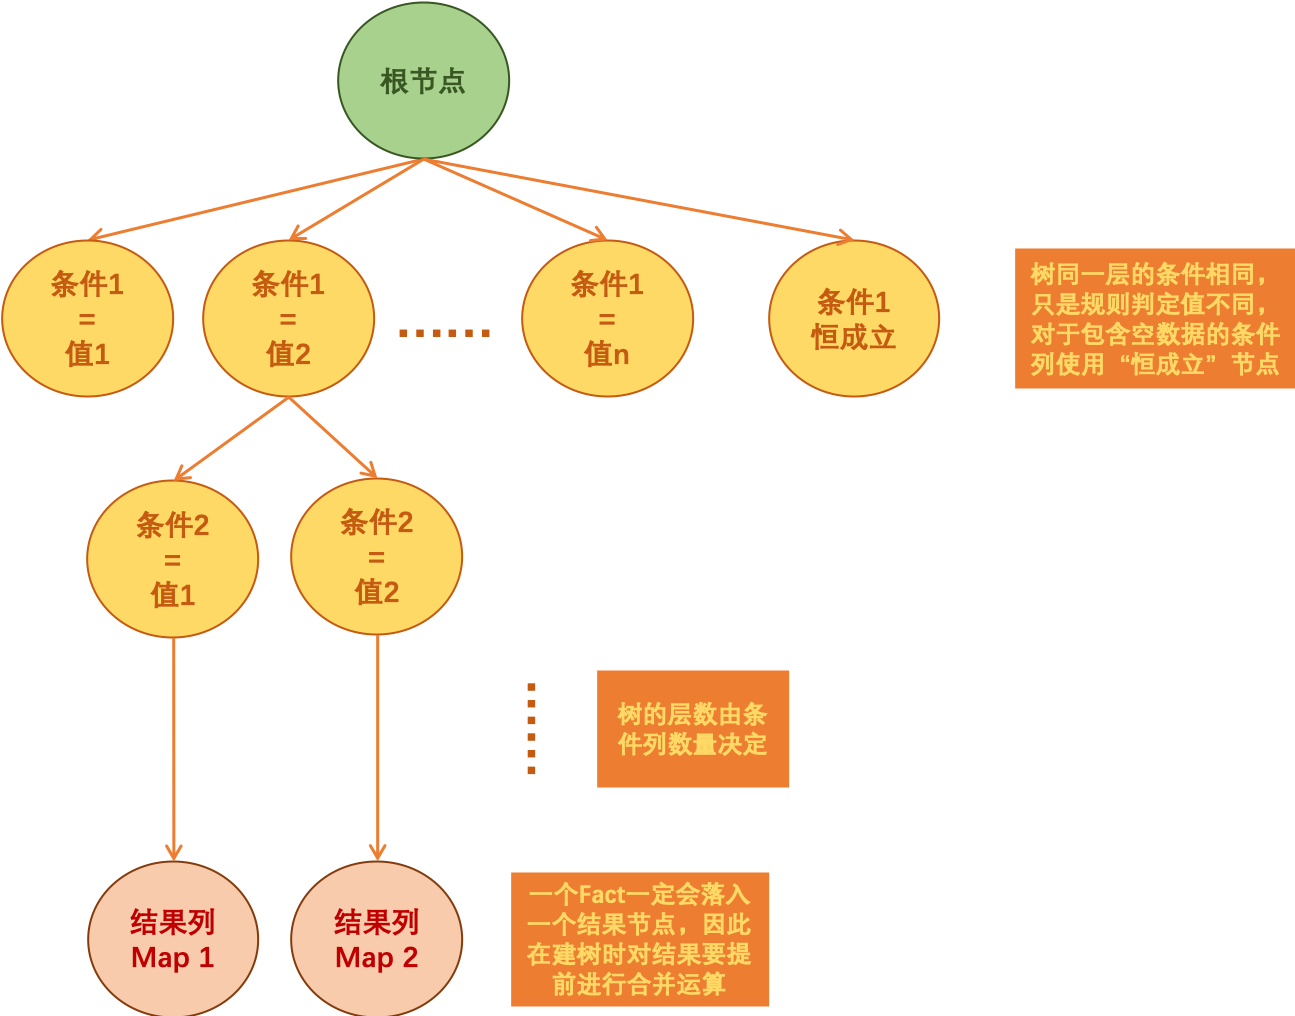 根节点
条件1
=
值1
条件1
=
值2
条件1
=
值n
条件1
恒成立
树同一层的条件相同，
只是规则判定值不同，
对于包含空数据的条件
列使用“恒成立”节点
条件2
=
值1
条件2
=
值2
树的层数由条
件列数量决定
结果列
Map 1
结果列
Map 2
一个Fact一定会落入
一个结果节点，因此
在建树时对结果要提
前进行合并运算